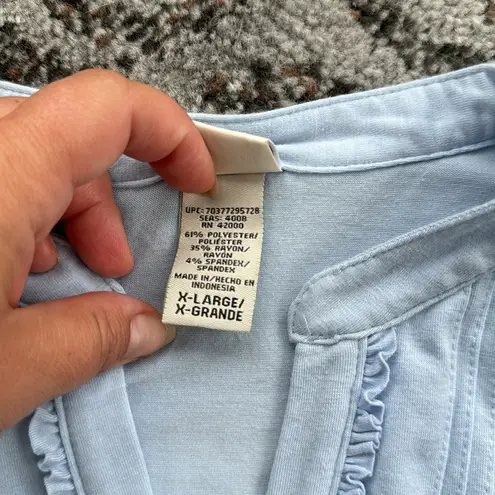 UPC: 70377295728
SEAS: 4008
RN 42000
61% POLYESTER/
POLIÉSTER
35% RAYON/
RAYÓN
4% SPANDEX/
SPANDEX
MADE IN/HECHO EN
INDONESIA
X-LARGE/
X-GRANDE